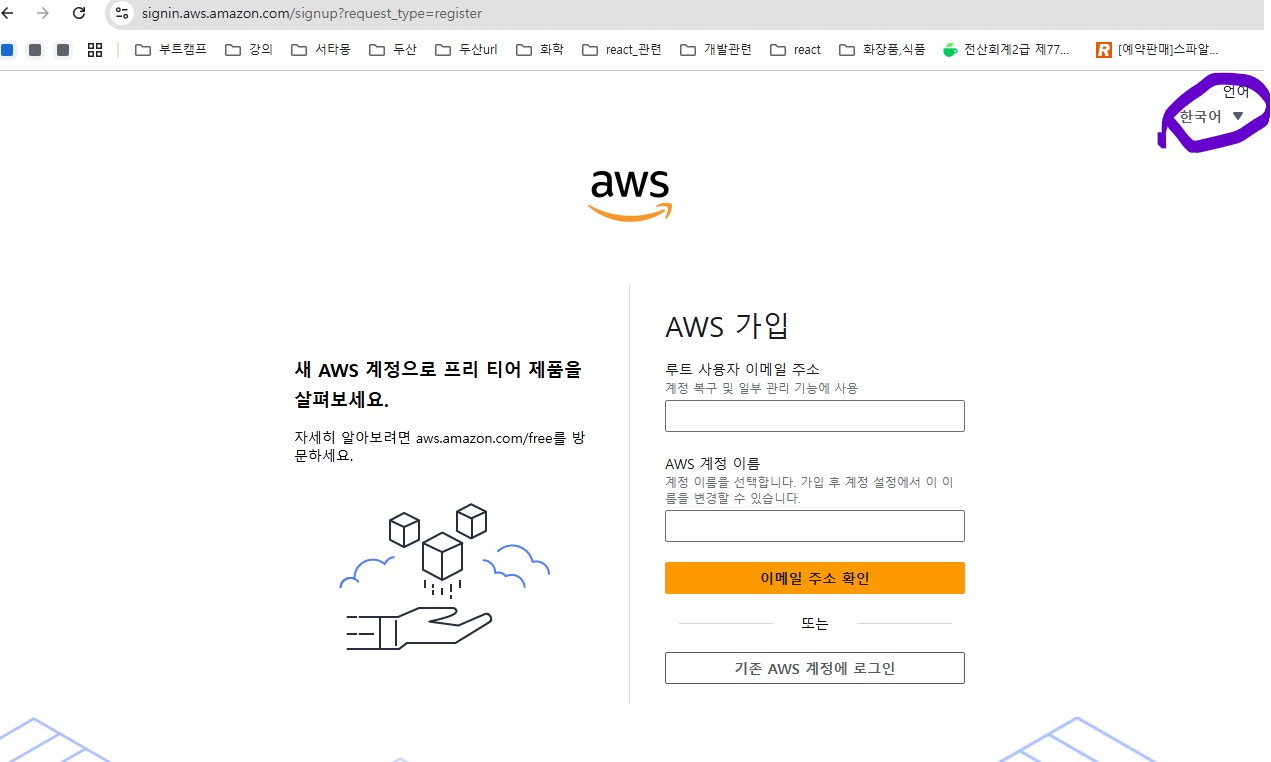 signin.aws.amazon.com/signup?request_type=register
부트캠프 강의 서타몽 두산 두산url 화학 react_관련 개발관련 react 화장품,식품 전산회계2급 제77... R [예약판매]스파알...
언어
한국어
aws
새 AWS 계정으로 프리 티어 제품을
살펴보세요.
자세히 알아보려면 aws.amazon.com/free를 방
문하세요.
AWS 가입
루트 사용자 이메일 주소
계정 복구 및 일부 관리 기능에 사용
AWS 계정 이름
계정 이름을 선택합니다. 가입 후 계정 설정에서 이 이
름을 변경할 수 있습니다.
이메일 주소 확인
또는
기존 AWS 계정에 로그인